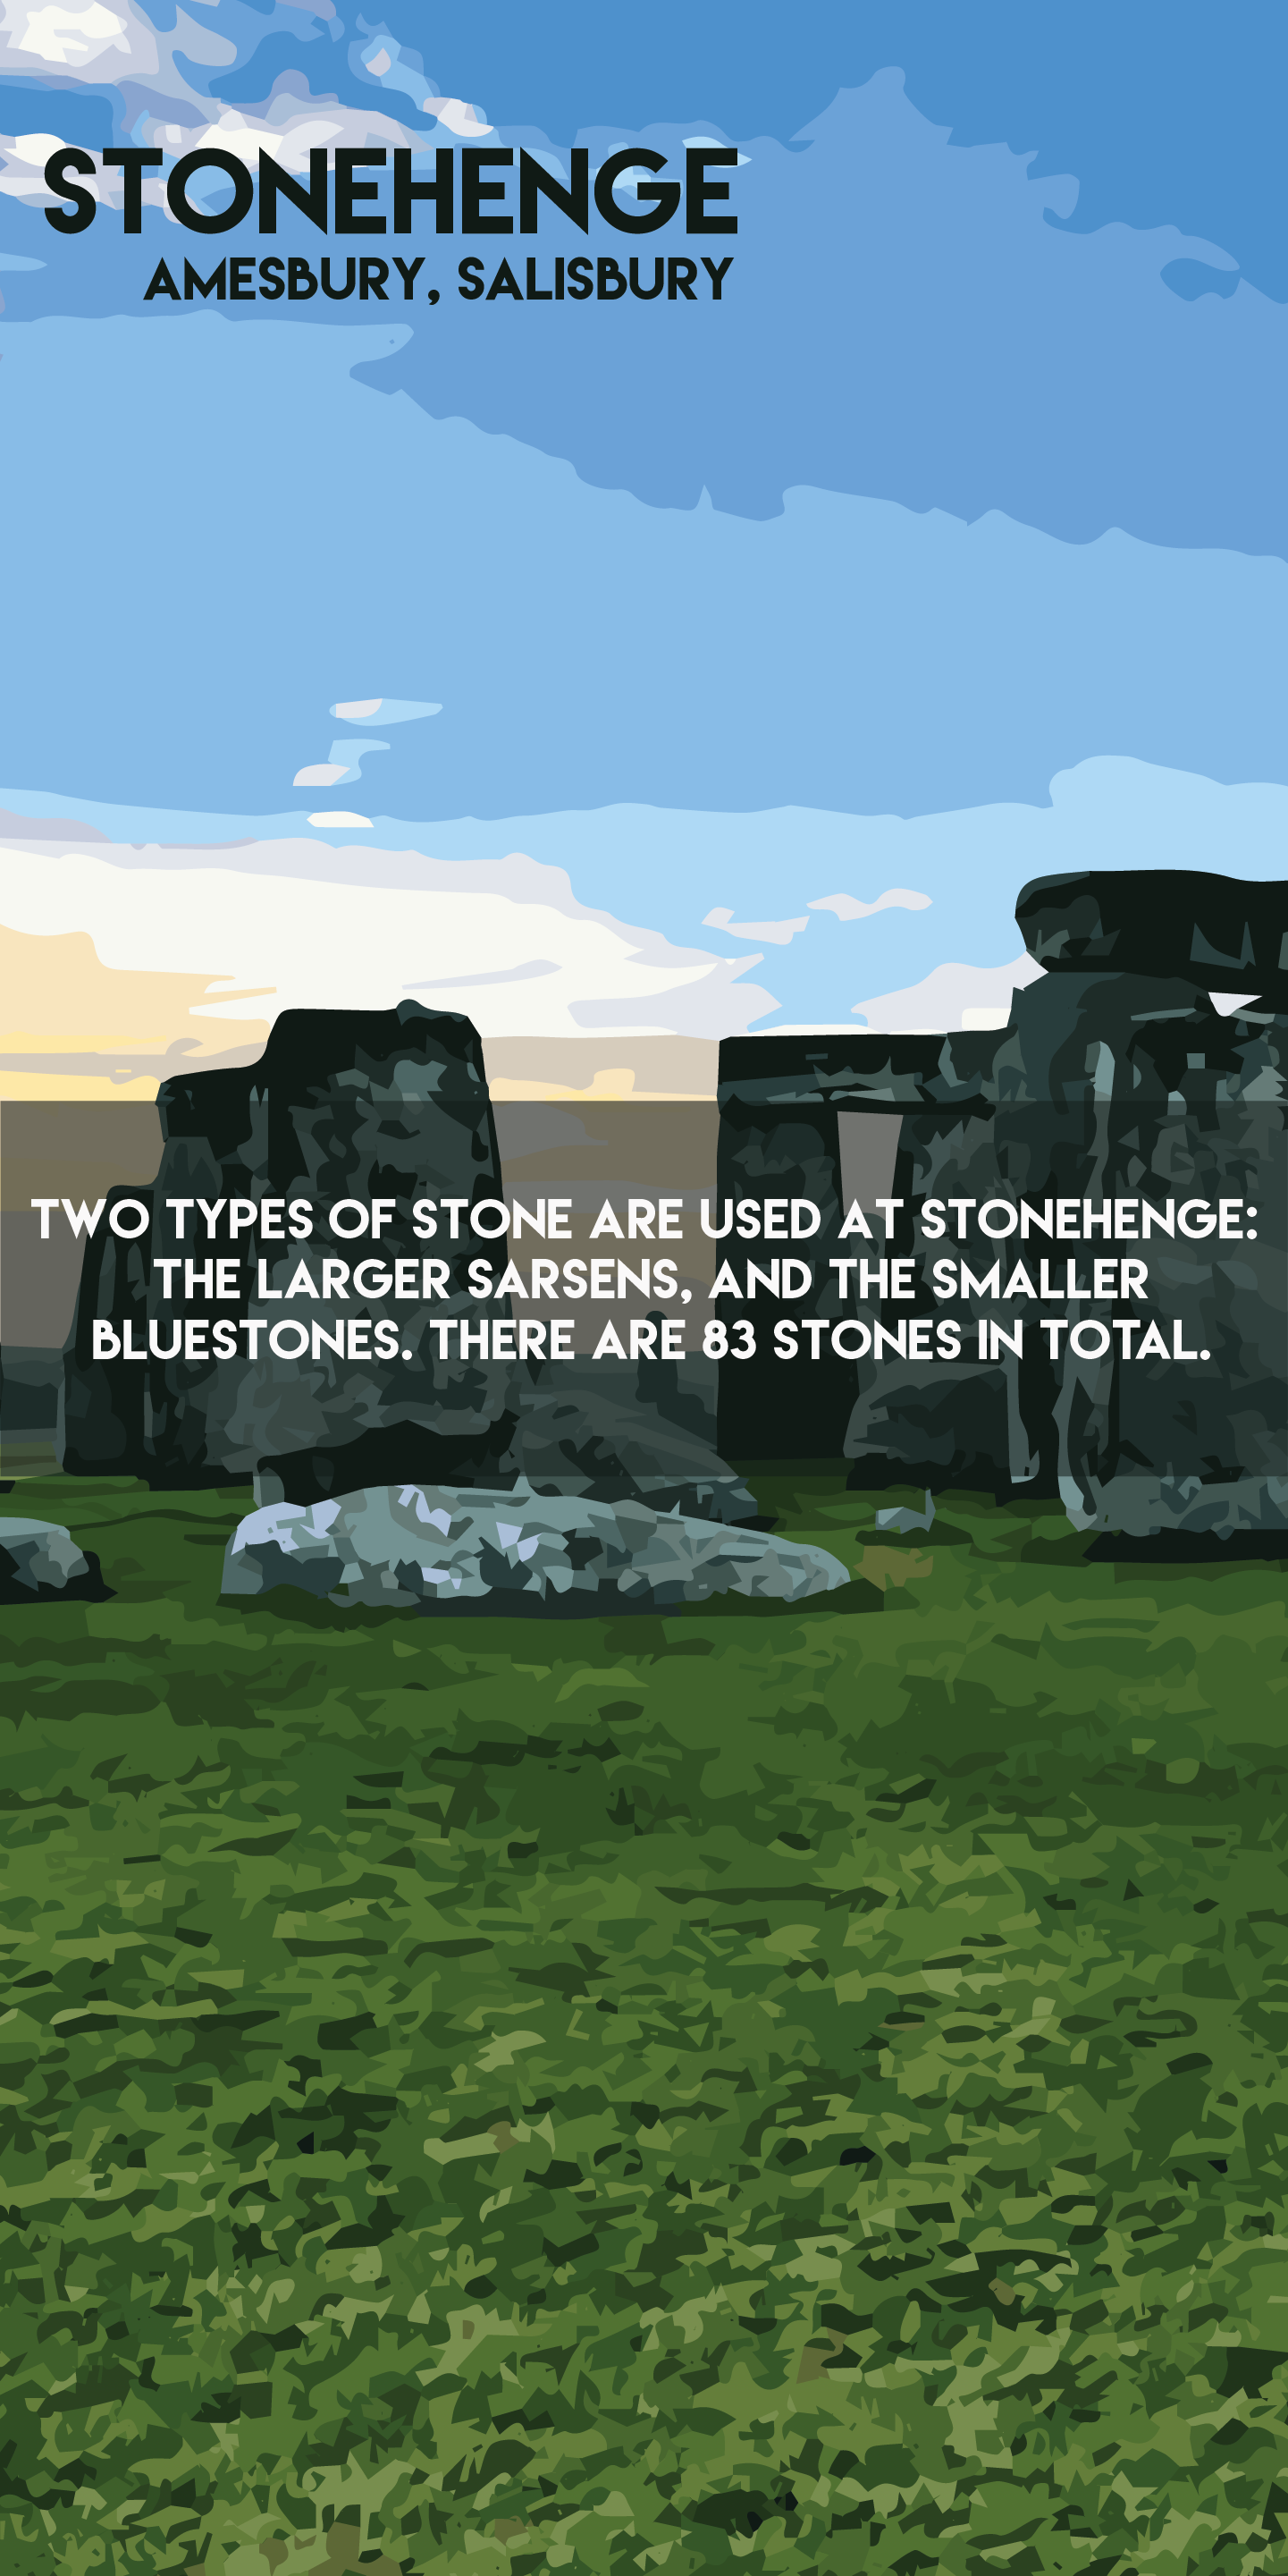 STONEHENGE
AMESBURY, SALISBURY
TWO TYPES OF STONE ARE USED AT STONEHENGE:
THE LARGER SARSENS, AND THE SMALLER
BLUESTONES. THERE ARE 83 STONES IN TOTAL.